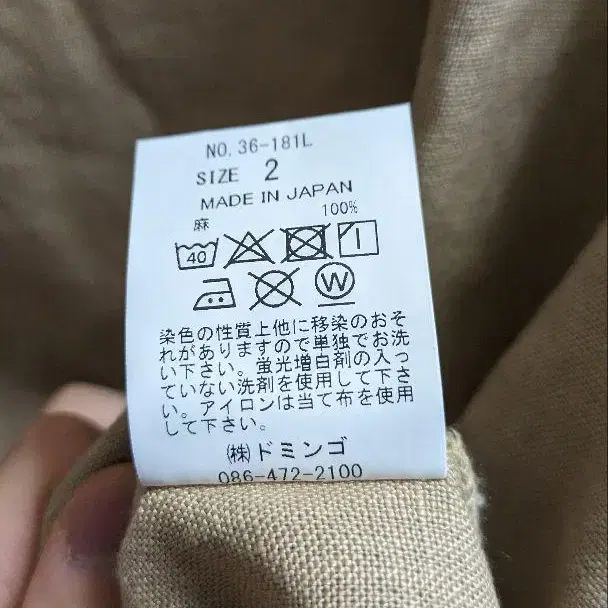 NO. 36-181L
SIZE 2
MADE IN JAPAN
麻 100%
40
W
染色の性質上他に移染のおそ
れがありますので単独でお洗
い下さい。蛍光増白剤の入っ
ていない洗剤を使用して下さ
い。アイロンは当て布を使用
して下さい。
㈱ドミンゴ
086-472-2100